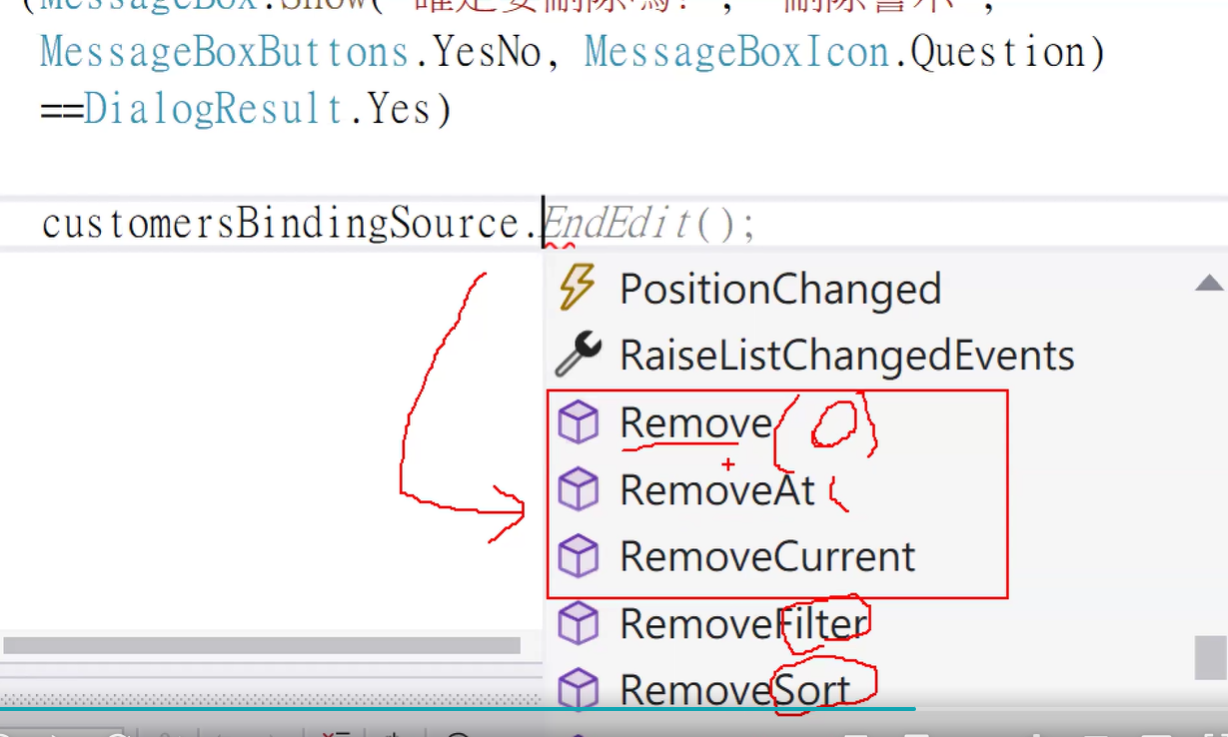 (MessageBox.Show("確定要刪除嗎?", "刪除警示",
MessageBoxButtons.YesNo, MessageBoxIcon.Question)
==DialogResult.Yes)
customersBindingSource.EndEdit();
PositionChanged
RaiseListChangedEvents
Remove
RemoveAt
RemoveCurrent
RemoveFilter
RemoveSort